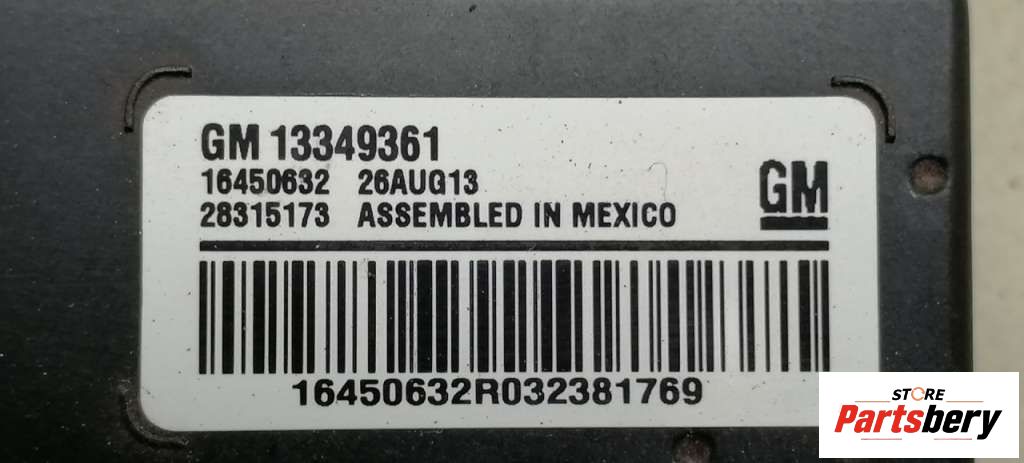 GM 13349361
16450632 26AUG13
28315173 ASSEMBLED IN MEXICO
GM
16450632R032381769
STORE
Partsbery